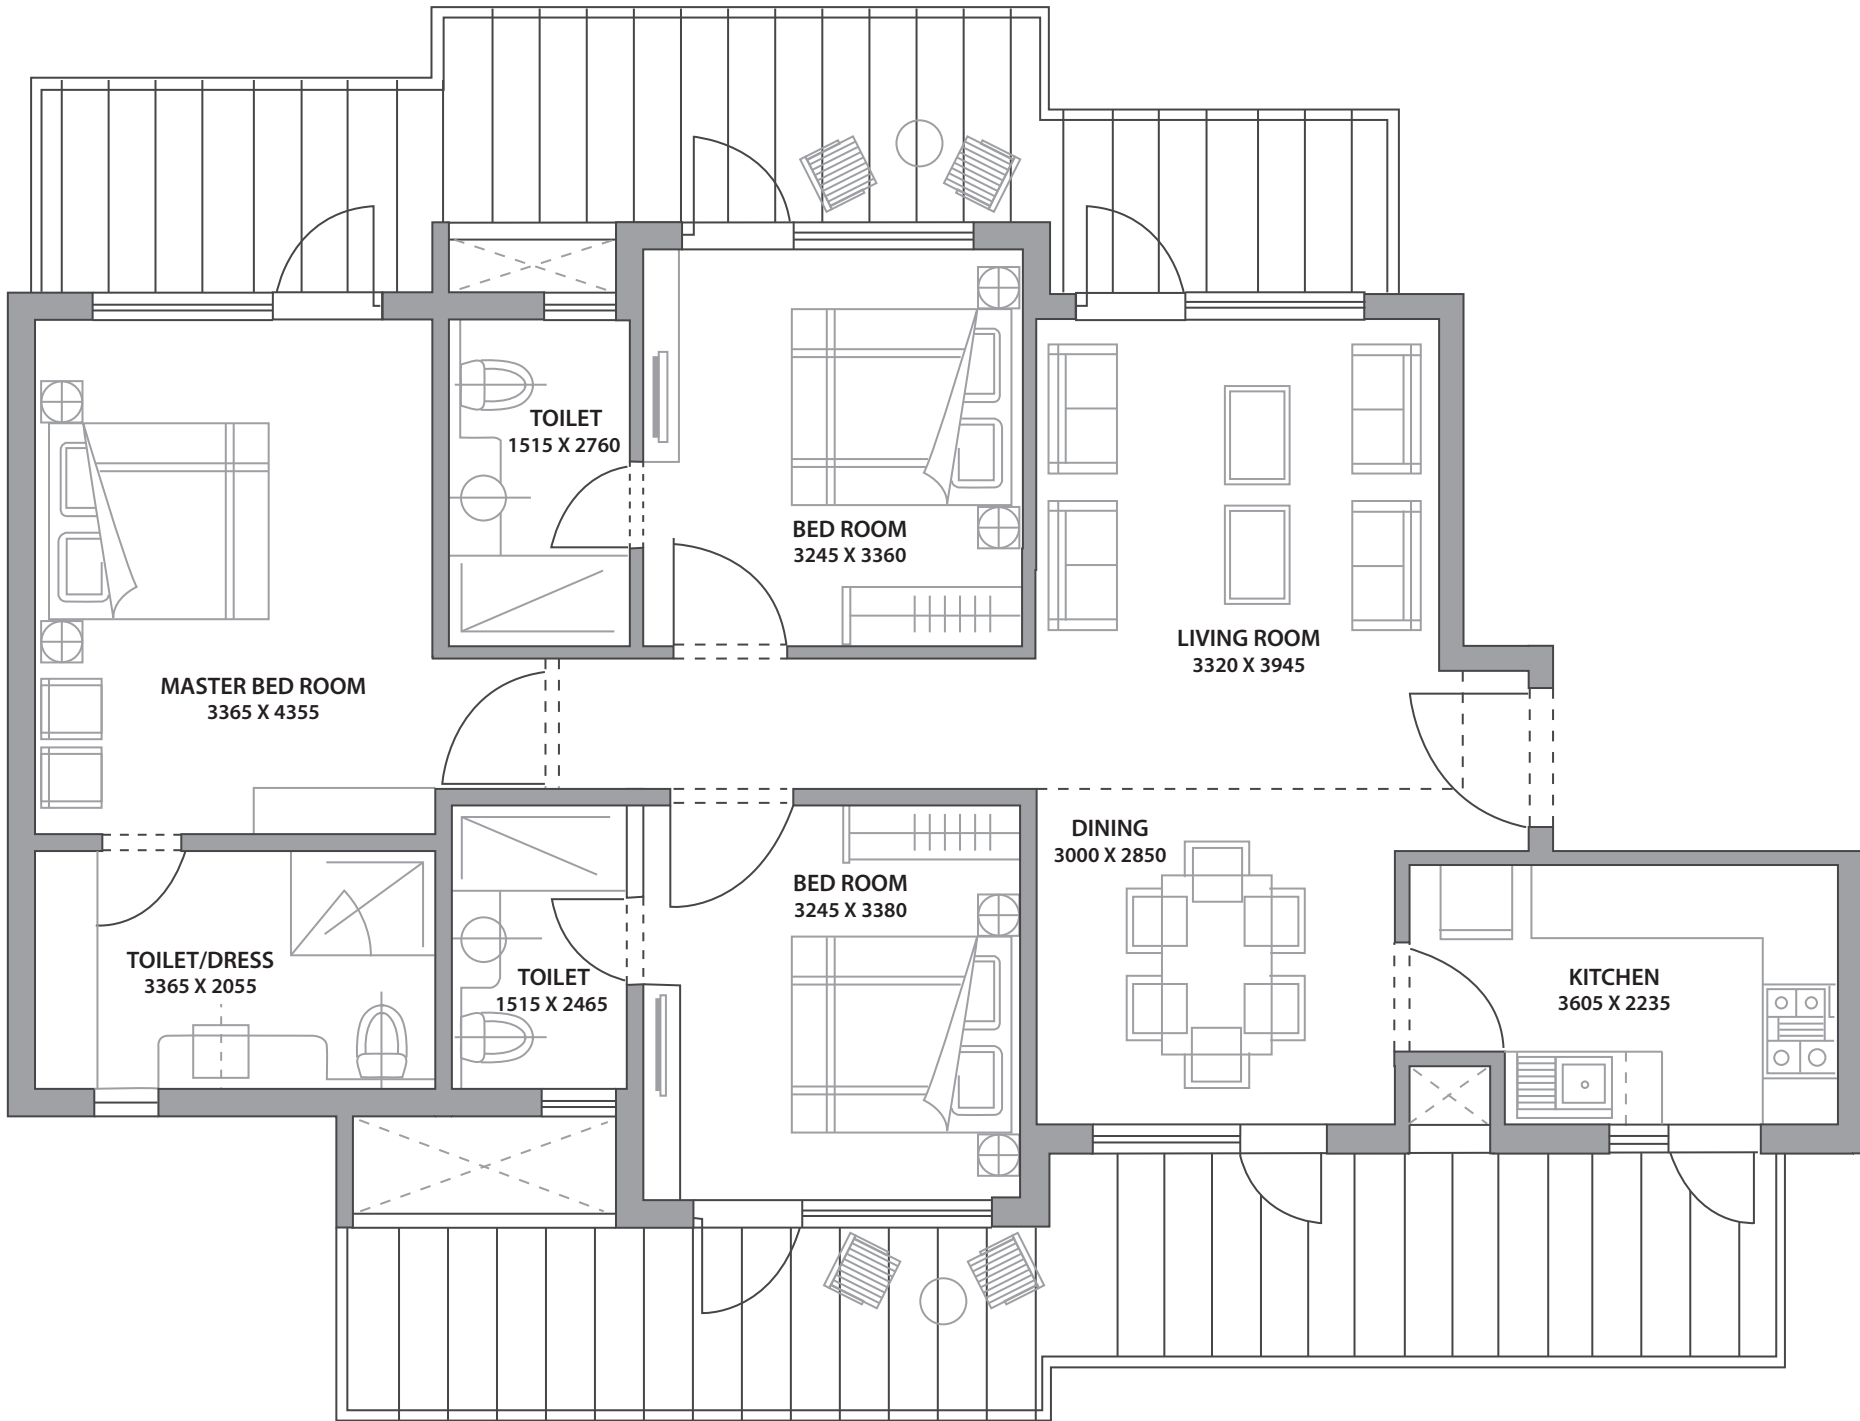 TOILET
1515 X 2760
BED ROOM
3245 X 3360
LIVING ROOM
3320 X 3945
MASTER BED ROOM
3365 X 4355
DINING
3000 X 2850
BED ROOM
3245 X 3380
TOILET/DRESS
3365 X 2055
TOILET
1515 X 2465
KITCHEN
3605 X 2235